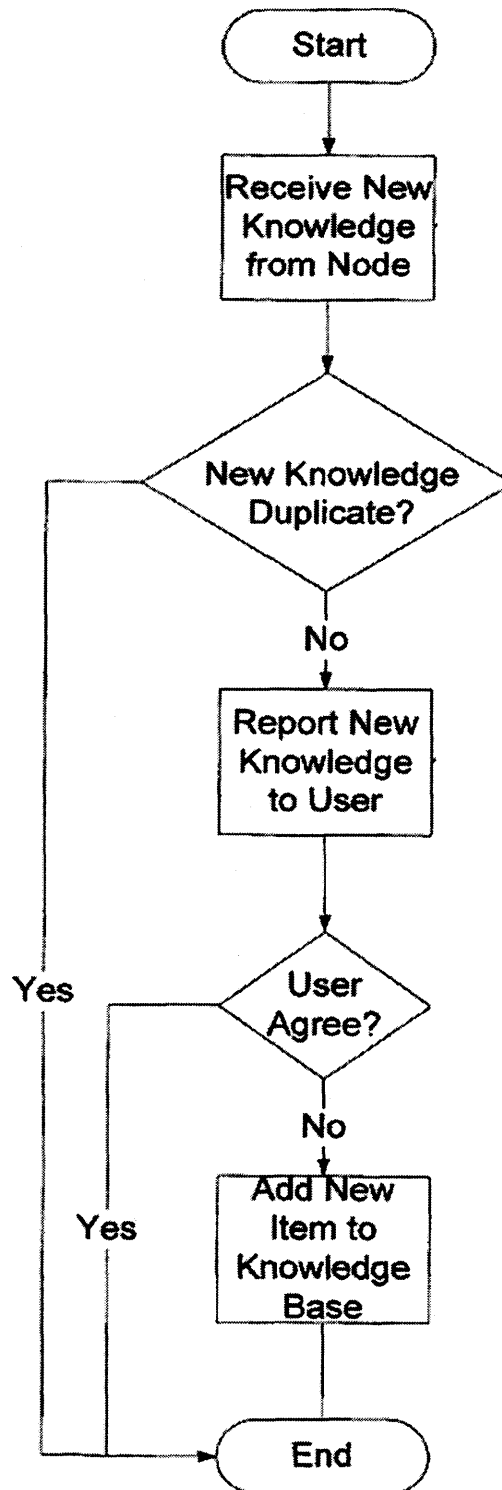 Start
Receive New
Knowledge
from Node
New Knowledge
Duplicate?
No
Report New
Knowledge
to User
Yes
User
Agree?
No
Yes
Add New
Item to
Knowledge
Base
End